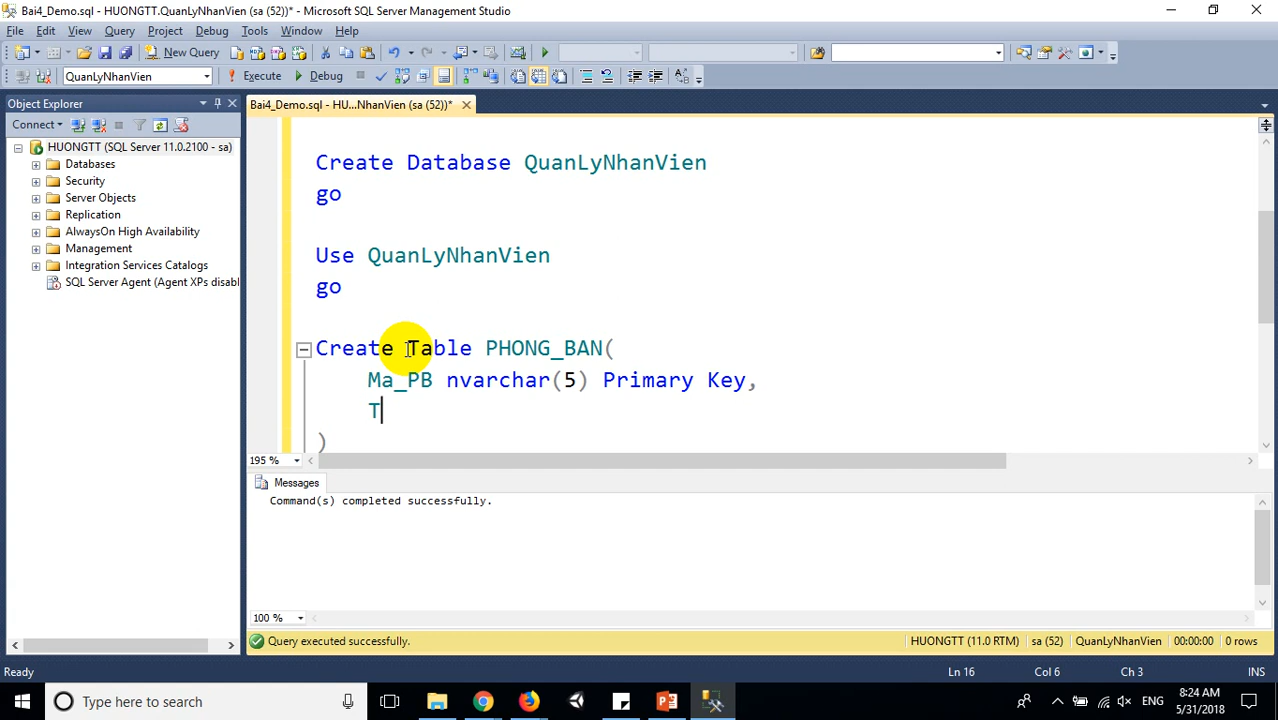 Bai4_Demo.sql - HUONGTT.QuanLyNhanVien (sa (52))* - Microsoft SQL Server Management Studio
File Edit View Query Project Debug Tools Window Help
New Query
QuanLyNhanVien Execute Debug
Object Explorer
Bai4_Demo.sql - HU...NhanVien (sa (52))*
Connect
HUONGTT (SQL Server 11.0.2100 - sa)
Databases
Security
Server Objects
Replication
AlwaysOn High Availability
Management
Integration Services Catalogs
SQL Server Agent (Agent XPs disabl
Create Database QuanLyNhanVien
go
Use QuanLyNhanVien
go
Create Table PHONG_BAN(
Ma_PB nvarchar(5) Primary Key,
T
)
195 %
Messages
Command(s) completed successfully.
100 %
Query executed successfully. HUONGTT (11.0 RTM) sa (52) QuanLyNhanVien 00:00:00 0 rows
Ready Ln 16 Col 6 Ch 3 INS
Type here to search
ENG
8:24 AM
5/31/2018